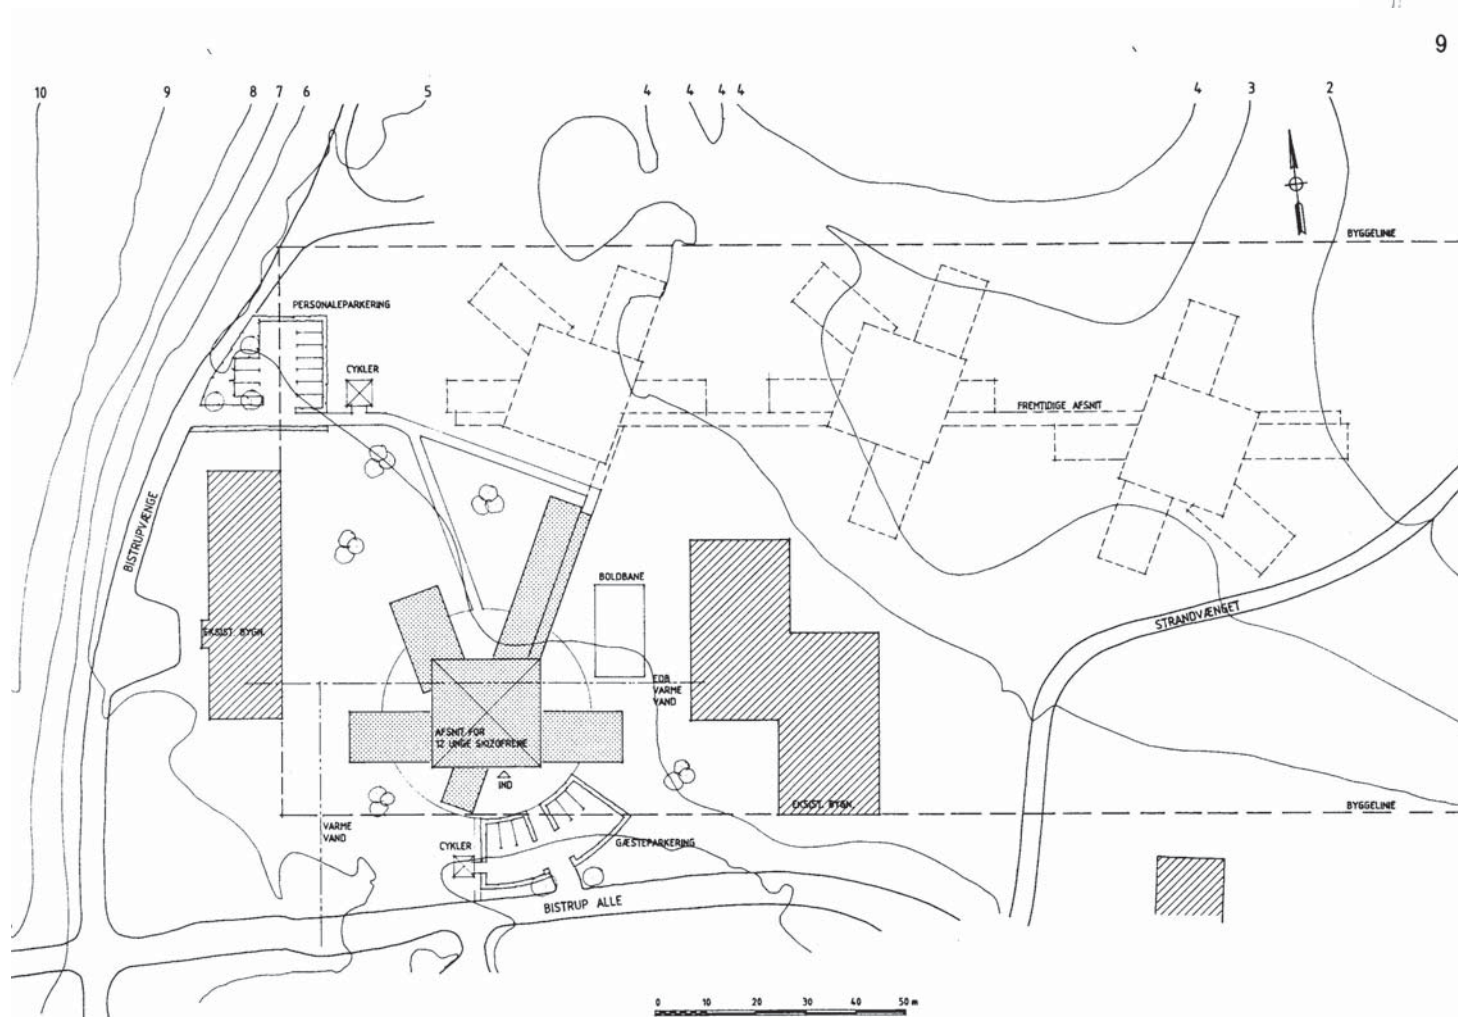 9
10 9 8 7 6 5 4 4 4 4 4 3 2
BYGGELINIE
PERSONALEPARKERING
CYKLER
FREMTIDIGE AFSNIT
BISTRUPVÆNGE
BOLDBANE
STRANDVÆNGET
EKSIST. BYGN.
EDB
VARME
VAND
AFSNIT FOR
12 UNGE SKIZOFRENE
IND
EKSIST. BYGN.
BYGGELINIE
VARME
VAND
CYKLER
GÆSTEPARKERING
BISTRUP ALLE
0 10 20 30 40 50 m